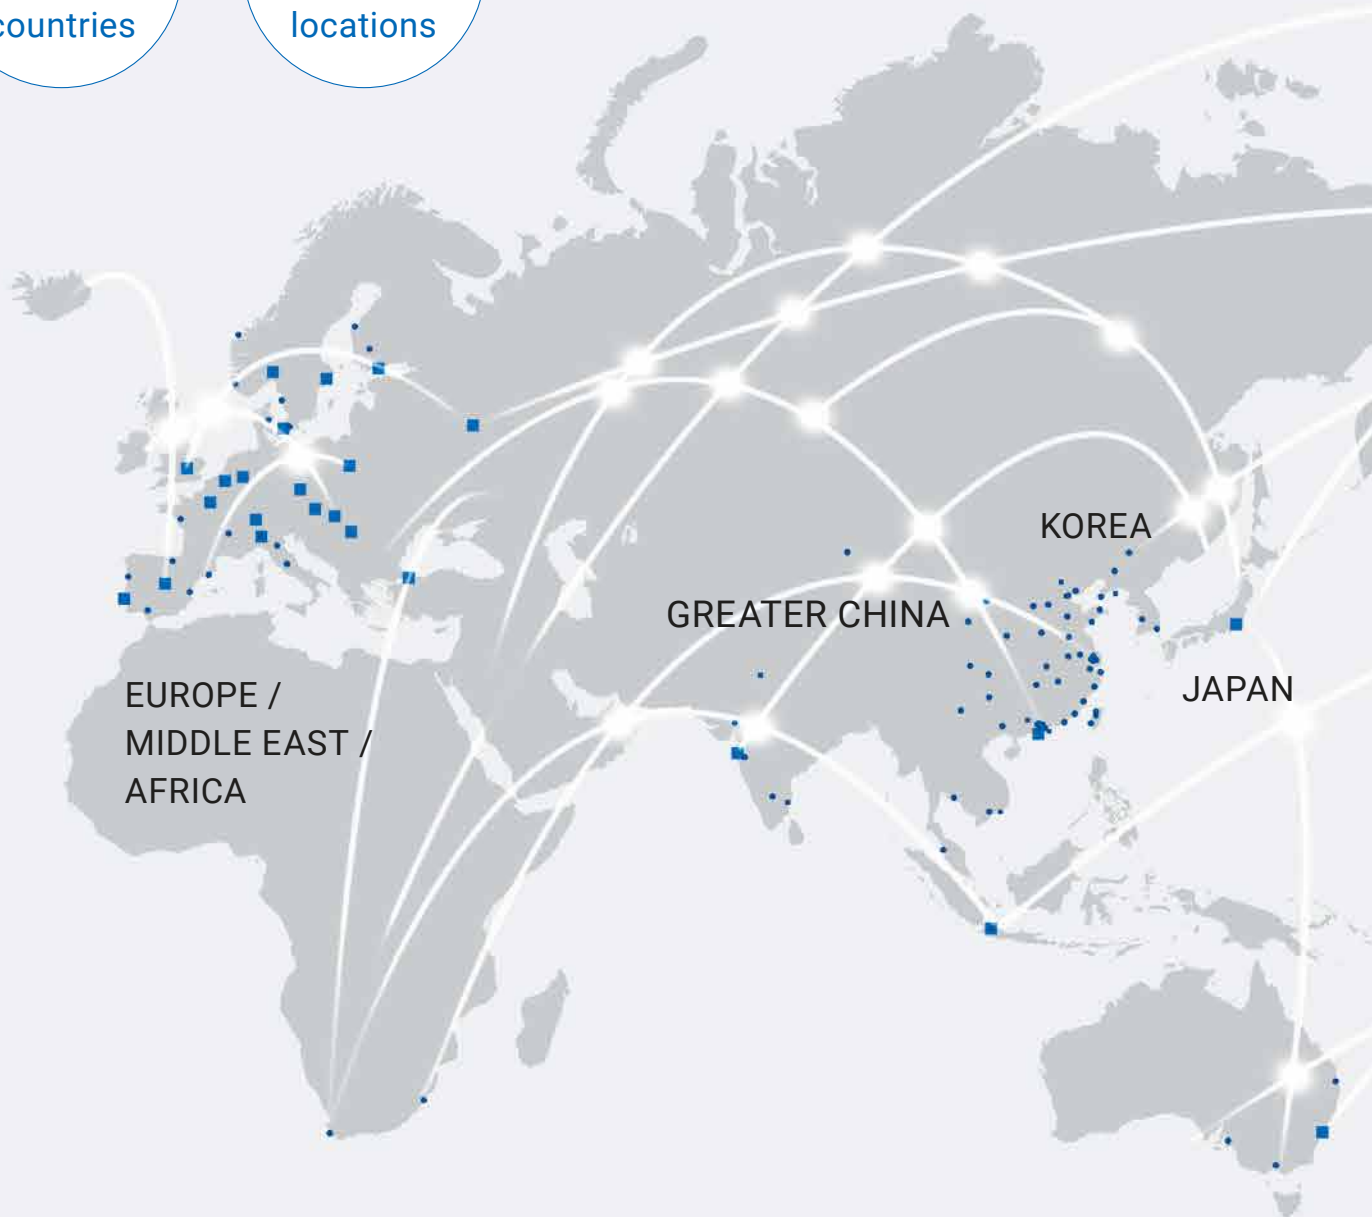 countries
locations
KOREA
GREATER CHINA
JAPAN
EUROPE /
MIDDLE EAST /
AFRICA